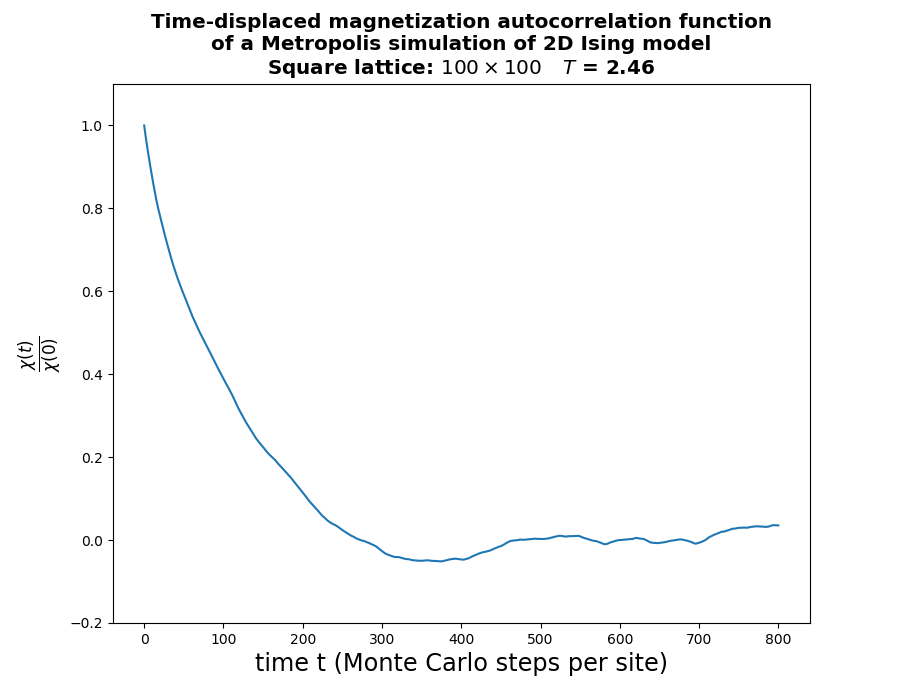 Time-displaced magnetization autocorrelation function
of a Metropolis simulation of 2D Ising model
Square lattice: 100 × 100 T = 2.46
1.0
0.8
0.6
0.4
0.2
0.0
−0.2
χ(t)
χ(0)
0 100 200 300 400 500 600 700 800
time t (Monte Carlo steps per site)